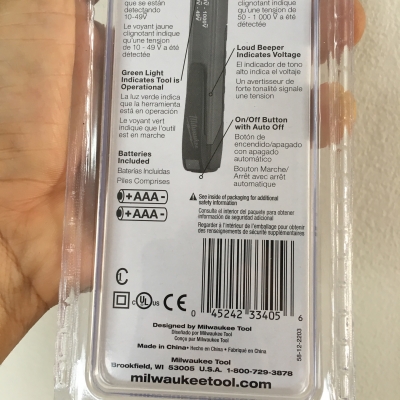 que se están
detectando
10-49V
Le voyant jaune
clignotant indique
qu'une tension
de 10 - 49 V a été
détectée
Green Light
Indicates Tool is
Operational
La luz verde indica
que la herramienta
está en operación
Le voyant vert
indique que l'outil
est en marche
Batteries
Included
Baterías Incluidas
Piles Comprises
+AAA-
+AAA-
clignotant indique
qu'une tension de
50 - 1 000 V a été
détectée
Loud Beeper
Indicates Voltage
El indicador de tono
alto indica el voltaje
Un avertisseur de
forte tonalité signale
une tension
On/Off Button
with Auto Off
Botón de
encendido/apagado
con apagado
automático
Bouton Marche/
Arrêt avec arrêt
automatique
See inside of packaging for additional
safety information
Consulte el interior del paquete para obtener
información de seguridad adicional
Regarder à l'intérieur de l'emballage pour obtenir
des renseignements de sécurité supplémentaires
C UL US CE
0 45242 33405 6
58-12-2203
Designed by Milwaukee Tool
Diseñado por Milwaukee Tool
Conçu par Milwaukee Tool
Made in China • Hecho en China • Fabriqué en China
Milwaukee Tool
Brookfield, WI 53005 U.S.A. 1-800-729-3878
milwaukeetool.com